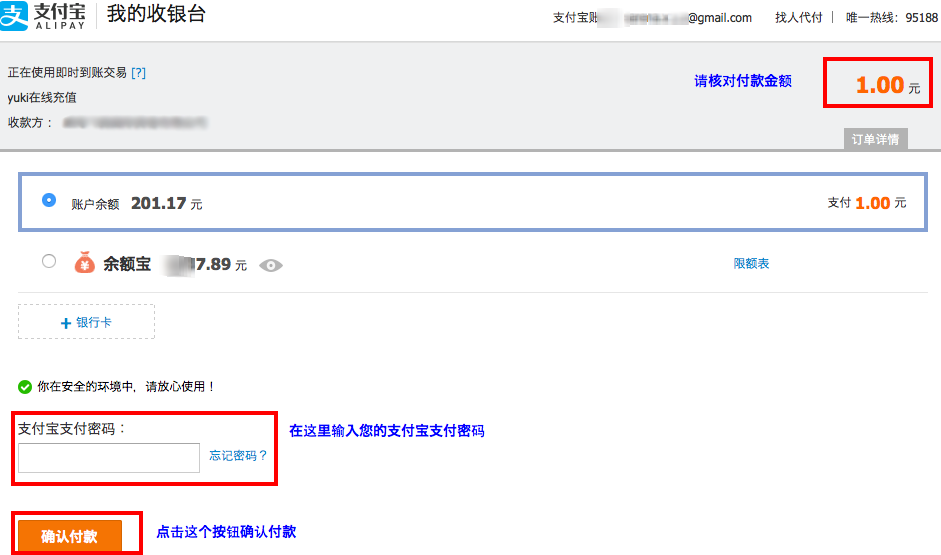 支付宝 ALIPAY 我的收银台
支付宝账 @gmail.com 找人代付 | 唯一热线：95188
正在使用即时到账交易 [?]
请核对付款金额 1.00 元
yuki在线充值
收款方：
订单详情
账户余额 201.17 元 支付 1.00 元
余额宝 7.89 元 限额表
+ 银行卡
你在安全的环境中，请放心使用！
支付宝支付密码：
在这里输入您的支付宝支付密码
忘记密码？
确认付款 点击这个按钮确认付款